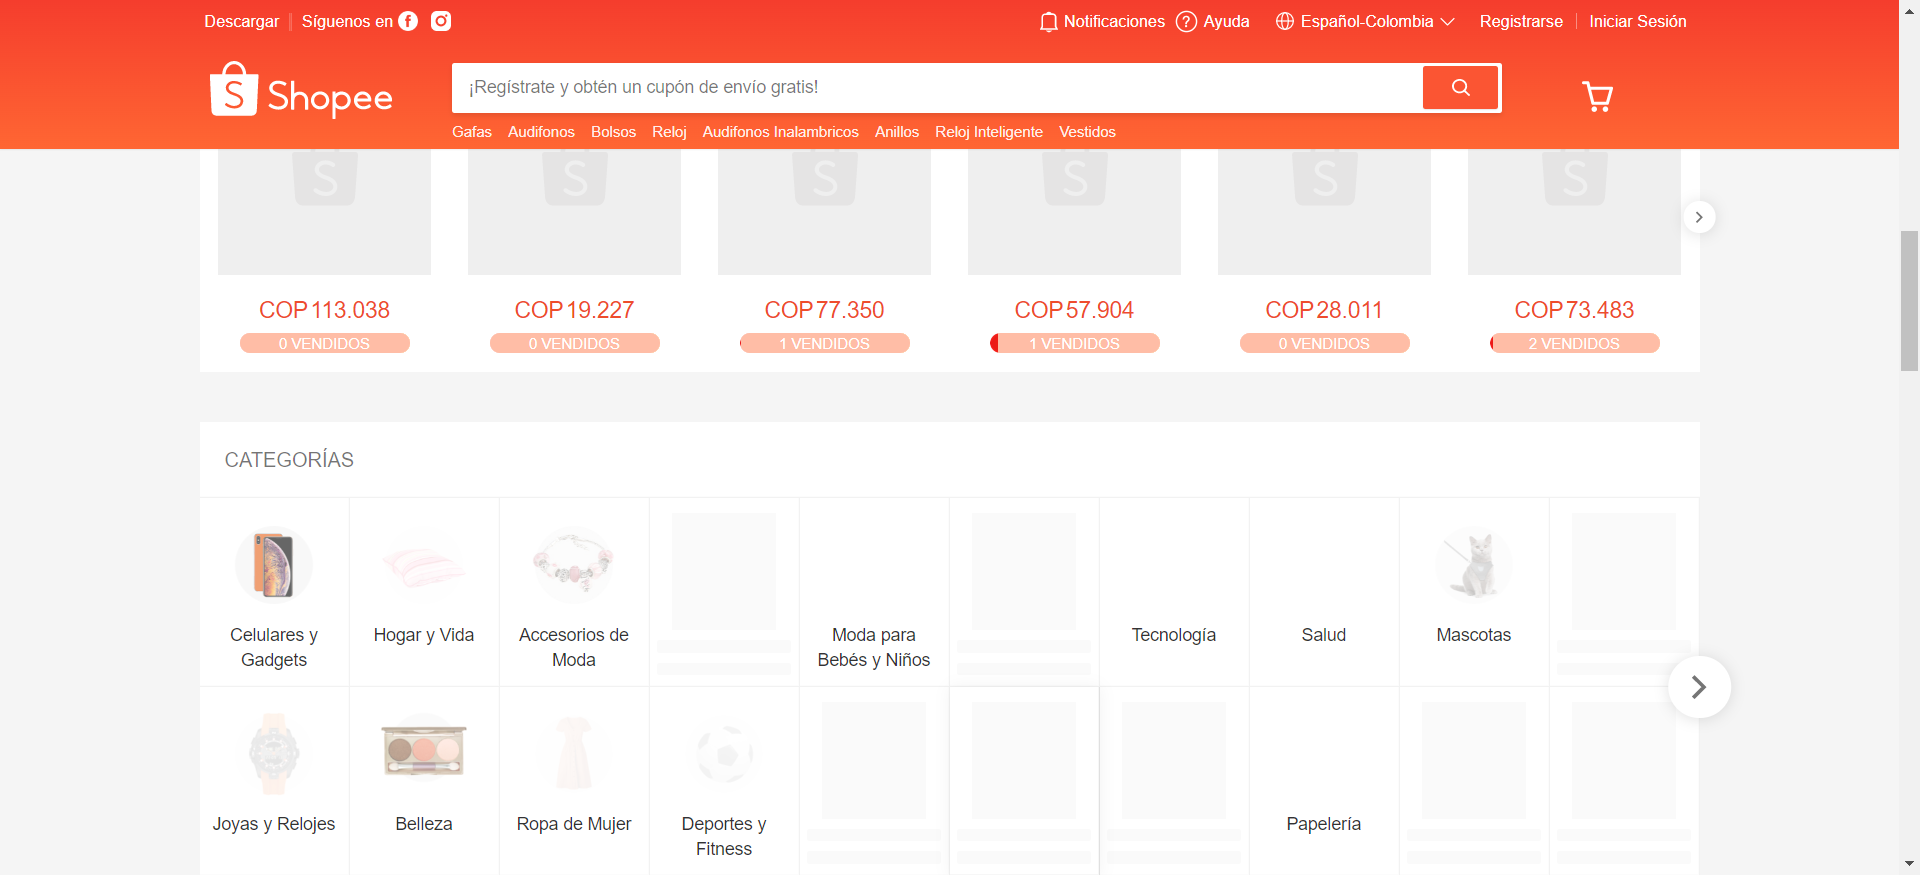 Descargar Síguenos en Notificaciones Ayuda Español-Colombia Registrarse Iniciar Sesión
Shopee
¡Regístrate y obtén un cupón de envío gratis!
Gafas Audifonos Bolsos Reloj Audifonos Inalambricos Anillos Reloj Inteligente Vestidos
COP 113.038 COP 19.227 COP 77.350 COP 57.904 COP 28.011 COP 73.483
0 VENDIDOS 0 VENDIDOS 1 VENDIDOS 1 VENDIDOS 0 VENDIDOS 2 VENDIDOS
CATEGORÍAS
Celulares y Gadgets
Hogar y Vida
Accesorios de Moda
Moda para Bebés y Niños
Tecnología
Salud
Mascotas
Joyas y Relojes
Belleza
Ropa de Mujer
Deportes y Fitness
Papelería